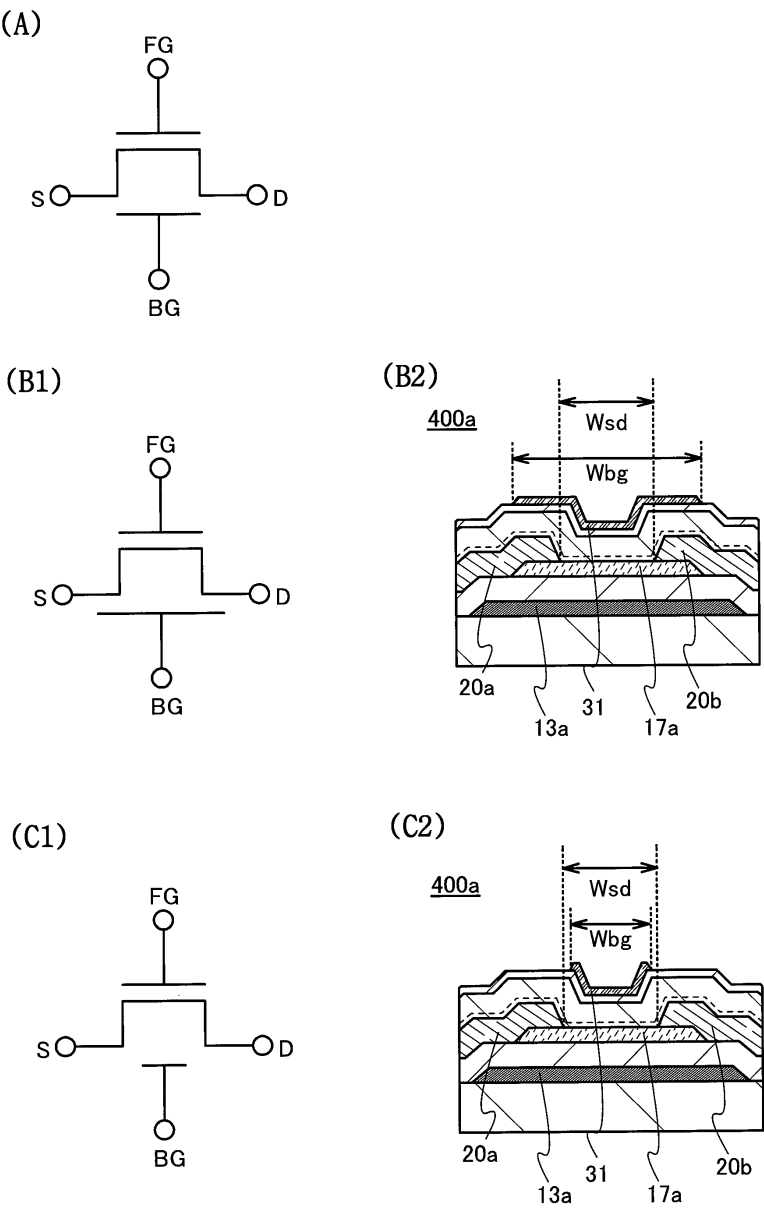 (A)
FG
S
D
BG
(B1)
FG
S
D
BG
(B2)
400a
Wsd
Wbg
20a
13a
31
17a
20b
(C1)
FG
S
D
BG
(C2)
400a
Wsd
Wbg
20a
13a
31
17a
20b